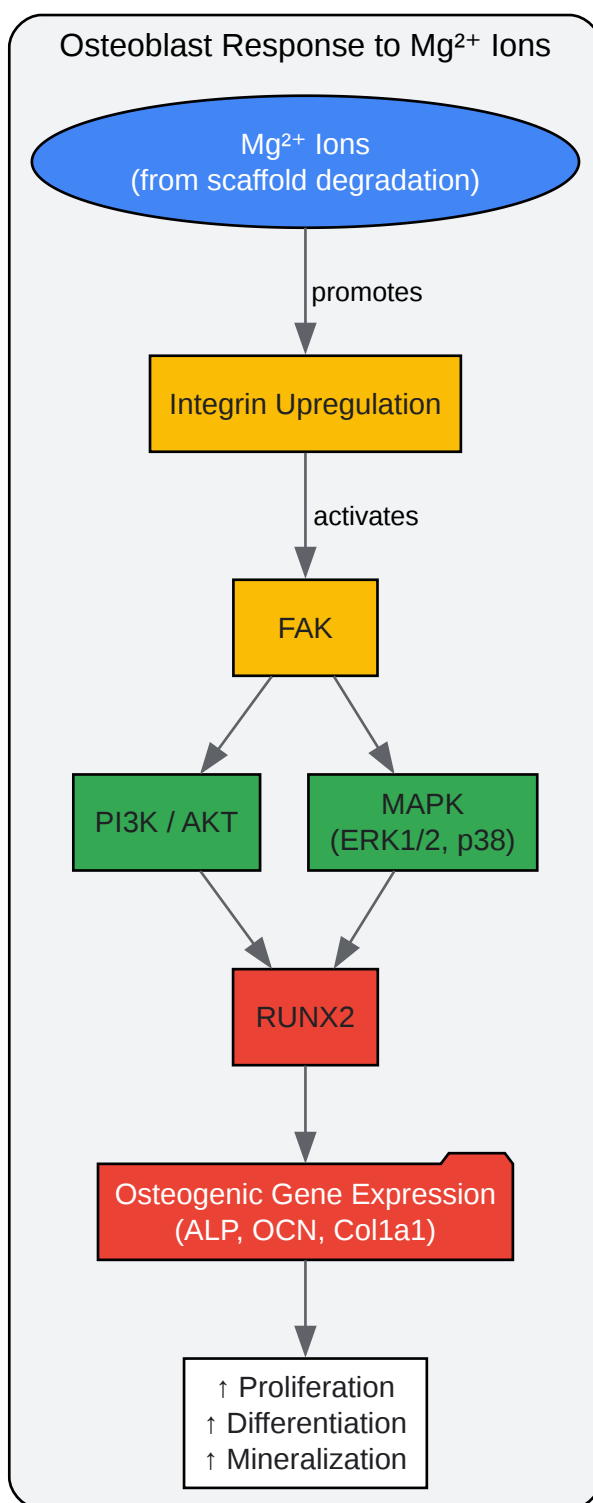 Osteoblast Response to Mg²⁺ Ions
Mg²⁺ Ions
(from scaffold degradation)
promotes
Integrin Upregulation
activates
FAK
PI3K / AKT
MAPK
(ERK1/2, p38)
RUNX2
Osteogenic Gene Expression
(ALP, OCN, Col1a1)
↑ Proliferation
↑ Differentiation
↑ Mineralization